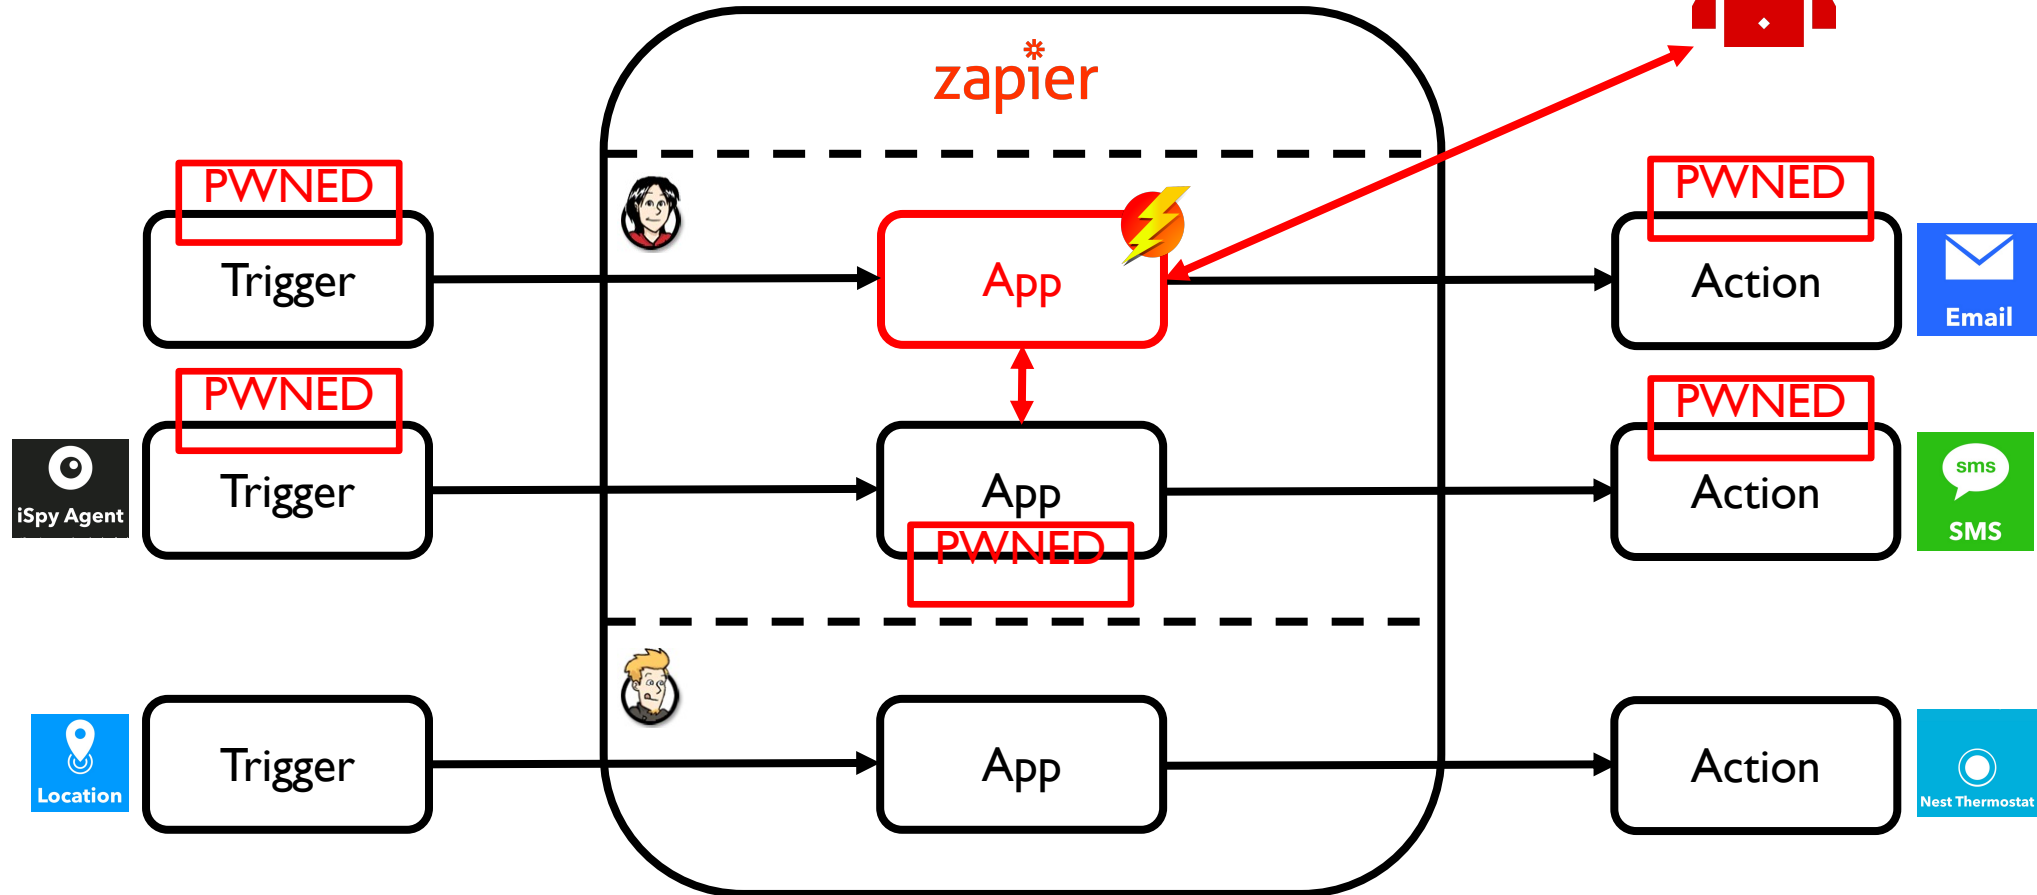 zapier
PWNED
PWNED
Trigger
App
Action
Email
PWNED
PWNED
iSpy Agent
Trigger
App
Action
sms
SMS
PWNED
Location
Trigger
App
Action
Nest Thermostat